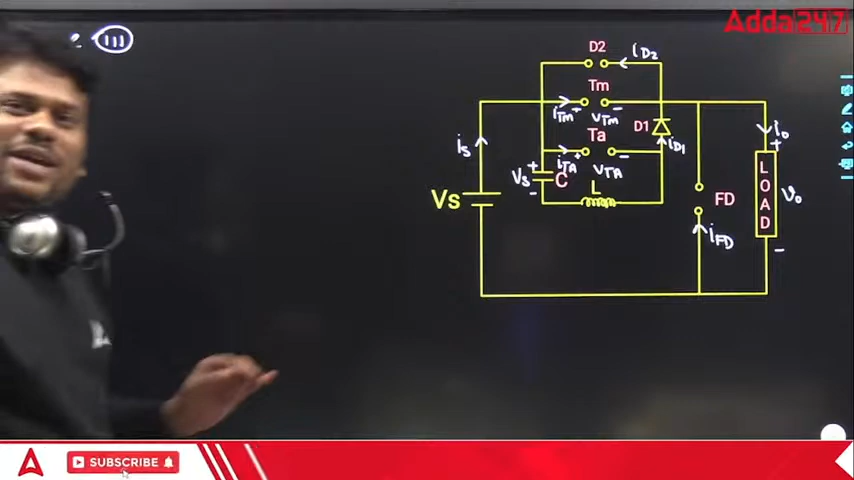 (III)
Adda247
D2
iD2
Tm
iTm + vTm -
D1
iD1
Ta
iTA + vTA -
is
Vs
+
Vs C
-
L
FD
iFD
io
+
LOAD
vo
-
SUBSCRIBE